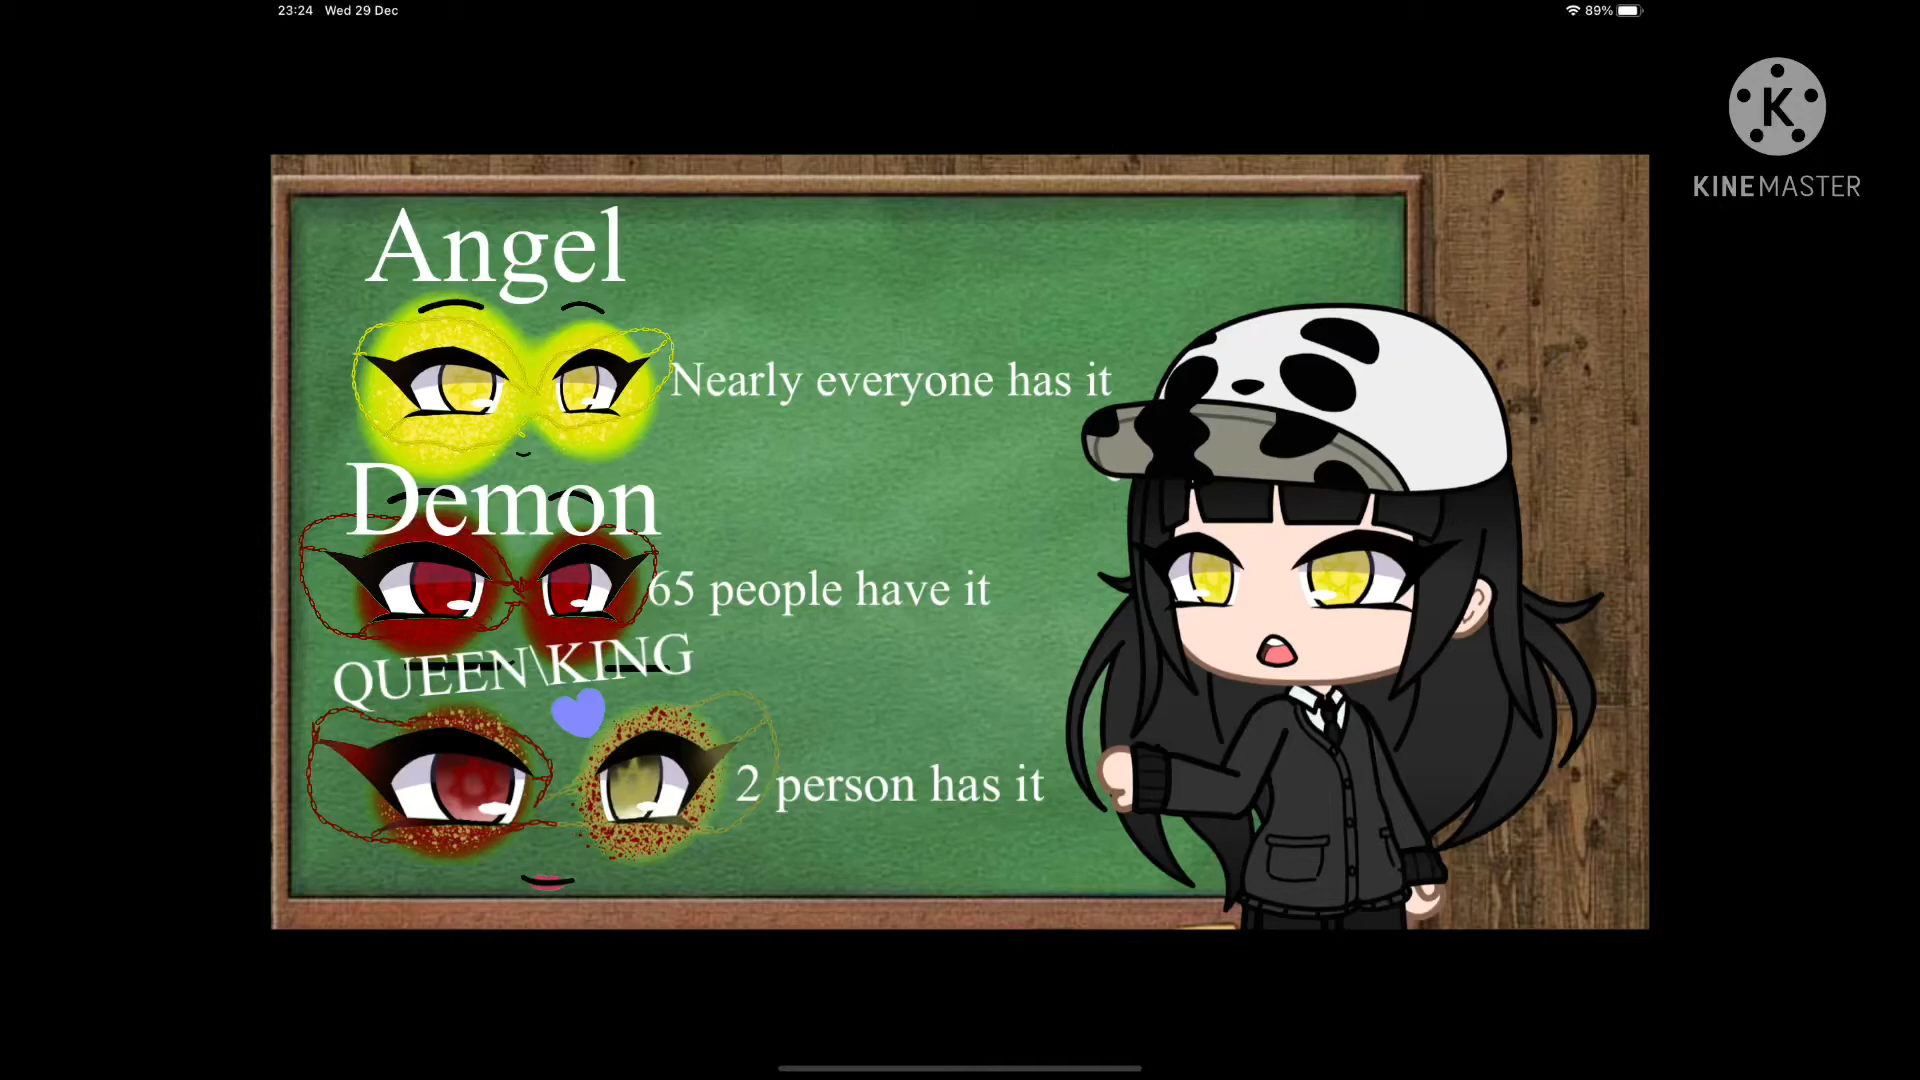 23:24 Wed 29 Dec
89%
K
KINEMASTER
Angel
Nearly everyone has it
Demon
65 people have it
QUEEN\KING
2 person has it